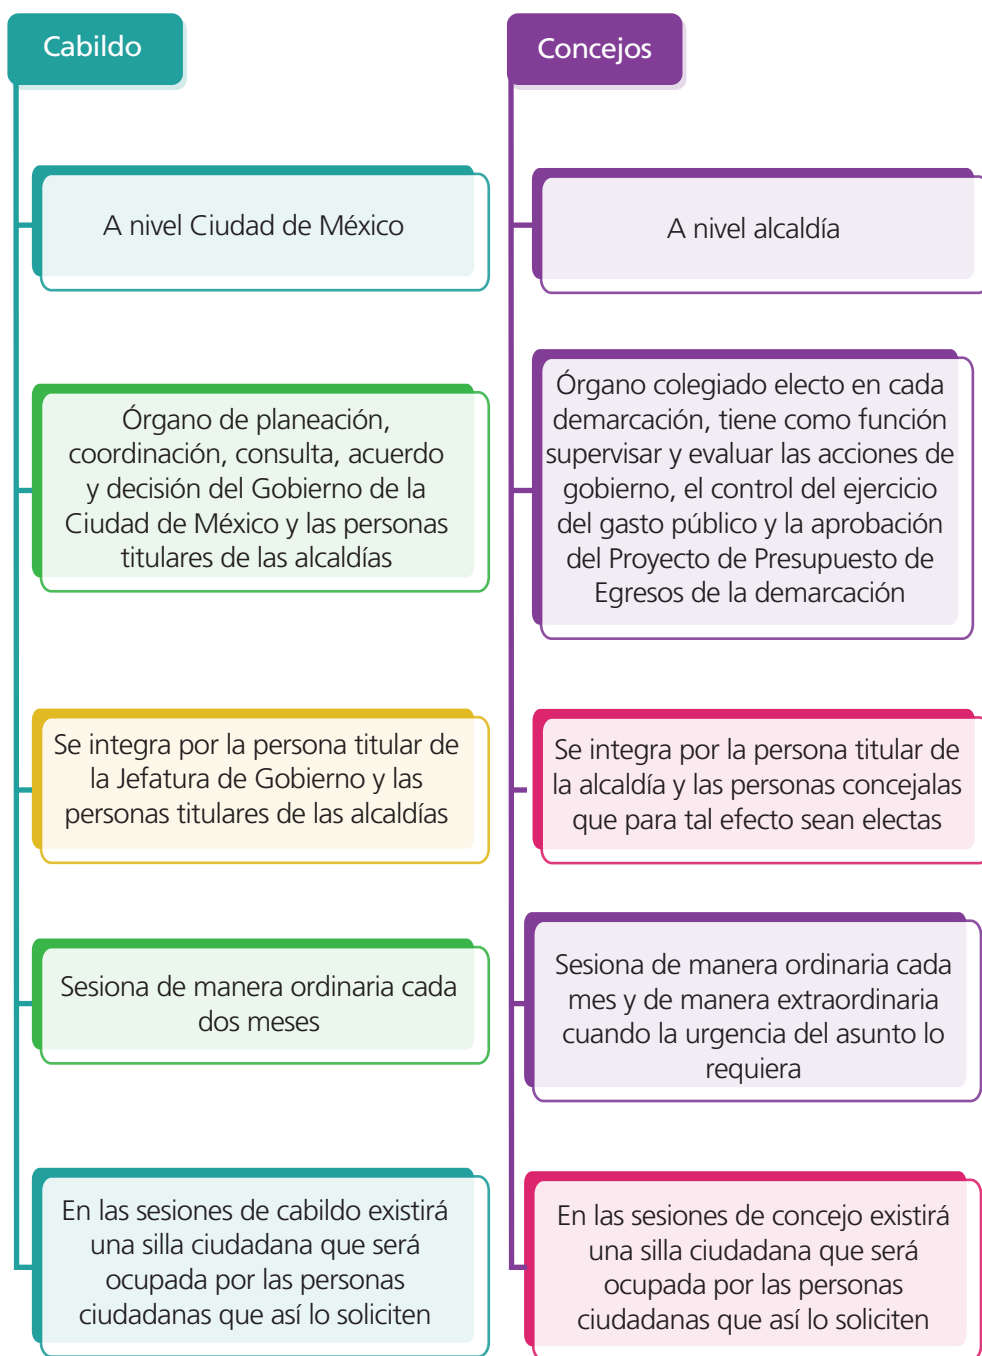 Cabildo
A nivel Ciudad de México
Órgano de planeación,
coordinación, consulta, acuerdo
y decisión del Gobierno de la
Ciudad de México y las personas
titulares de las alcaldías
Se integra por la persona titular de
la Jefatura de Gobierno y las
personas titulares de las alcaldías
Sesiona de manera ordinaria cada
dos meses
En las sesiones de cabildo existirá
una silla ciudadana que será
ocupada por las personas
ciudadanas que así lo soliciten
Concejos
A nivel alcaldía
Órgano colegiado electo en cada
demarcación, tiene como función
supervisar y evaluar las acciones de
gobierno, el control del ejercicio
del gasto público y la aprobación
del Proyecto de Presupuesto de
Egresos de la demarcación
Se integra por la persona titular de
la alcaldía y las personas concejalas
que para tal efecto sean electas
Sesiona de manera ordinaria cada
mes y de manera extraordinaria
cuando la urgencia del asunto lo
requiera
En las sesiones de concejo existirá
una silla ciudadana que será
ocupada por las personas
ciudadanas que así lo soliciten